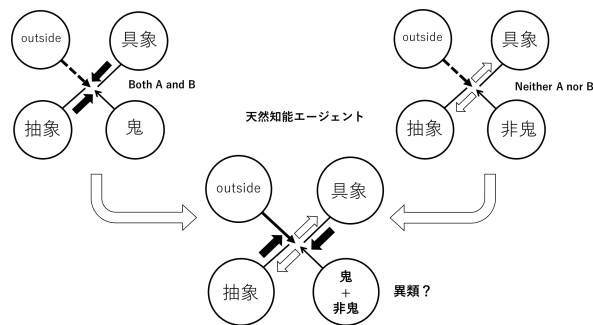 outside
具象
Both A and B
抽象
鬼
outside
具象
Neither A nor B
抽象
非鬼
天然知能エージェント
outside
具象
抽象
鬼
+
非鬼
異類？